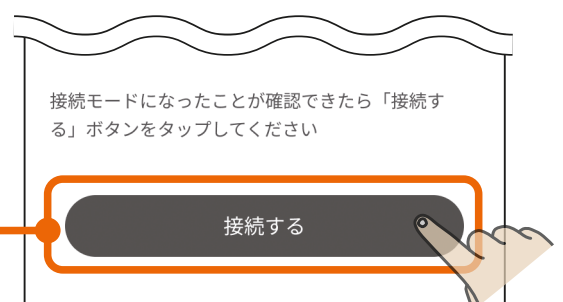 接続モードになったことが確認できたら「接続す
る」ボタンをタップしてください
接続する